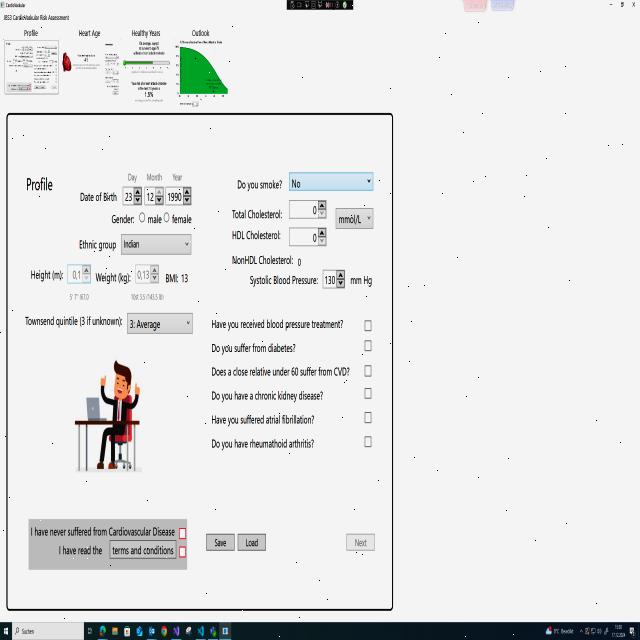 CardioVaskular
JBS3 CardioVaskular Risk Assessment
Profile
Heart Age
Healthy Years
Outlook
Profile
Day Month Year
Date of Birth 23 12 1990
Gender: male female
Ethnic group Indian
Height (m): 0,1 Weight (kg): 0,13 BMI: 13
5' 7" (67.0 10st 3.5 (143.5 lb)
Townsend quintile (3 if unknown): 3: Average
Do you smoke? No
Total Cholesterol: 0 mmol/L
HDL Cholesterol: 0
NonHDL Cholesterol: 0
Systolic Blood Pressure: 130 mm Hg
Have you received blood pressure treatment?
Do you suffer from diabetes?
Does a close relative under 60 suffer from CVD?
Do you have a chronic kidney disease?
Have you suffered atrial fibrillation?
Do you have rheumathoid arthritis?
I have never suffered from Cardiovascular Disease
I have read the terms and conditions
Save Load Next
Suchen